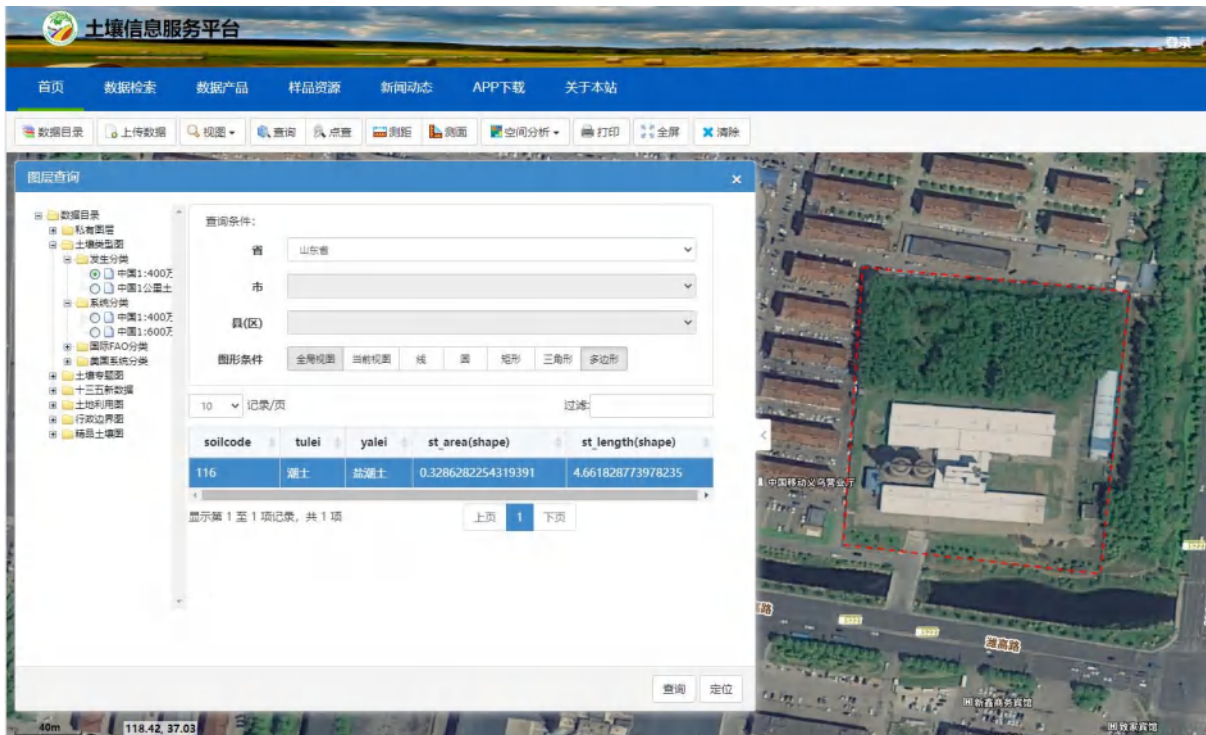 土壤信息服务平台
登录
首页 数据检索 数据产品 样品资源 新闻动态 APP下载 关于本站
数据目录 上传数据 视图 查询 点查 测距 测面 空间分析 打印 全屏 清除
图层查询
数据目录
私有图层
土壤类型图
发生分类
中国1:400万
中国1公里土
系统分类
中国1:400万
中国1:600万
国际FAO分类
美国系统分类
土壤专题图
十三五新数据
土地利用图
行政边界图
精品土壤图
查询条件:
省 山东省
市
县(区)
图形条件 全局视图 当前视图 线 圆 矩形 三角形 多边形
10 记录/页 过滤:
soilcode tulei yalei st_area(shape) st_length(shape)
116 潮土 盐潮土 0.3286282254319391 4.661828773978235
显示第 1 至 1 项记录，共 1 项
上页 1 下页
查询 定位
中国移动义乌营业厅
潍高路
新鑫商务宾馆
致家宾馆
40m 118.42, 37.03